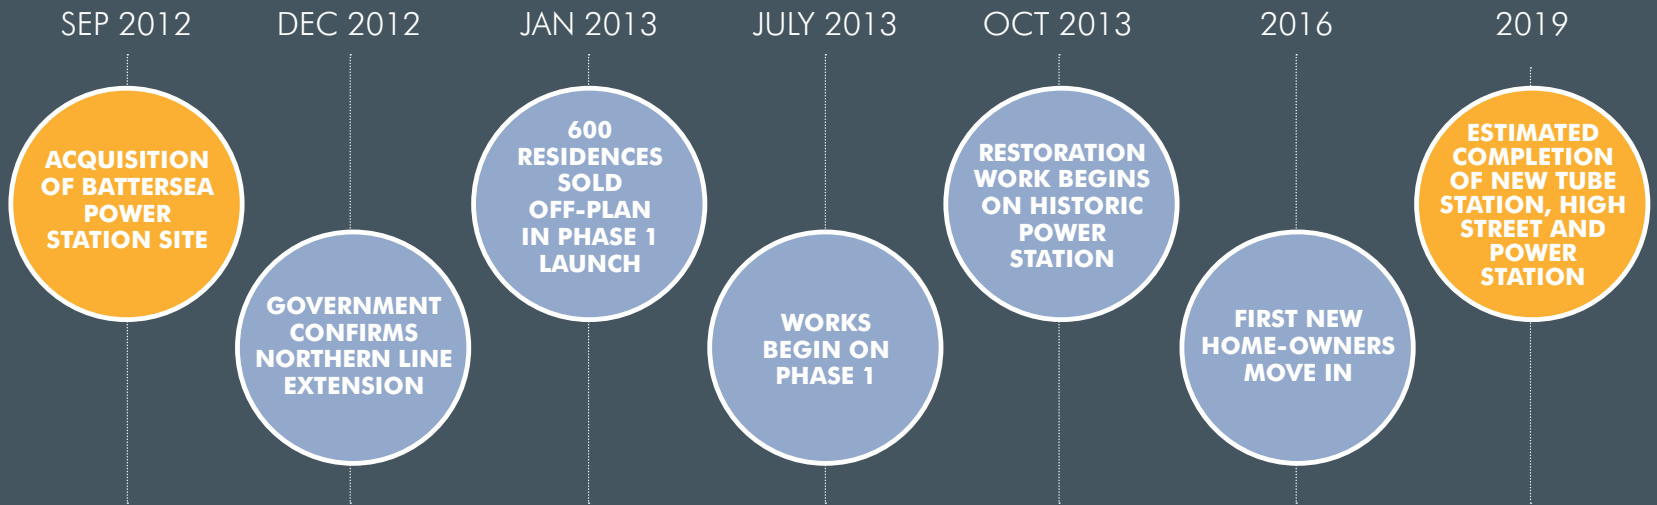 SEP 2012
ACQUISITION
OF BATTERSEA
POWER
STATION SITE
DEC 2012
GOVERNMENT
CONFIRMS
NORTHERN LINE
EXTENSION
JAN 2013
600
RESIDENCES
SOLD
OFF-PLAN
IN PHASE 1
LAUNCH
JULY 2013
WORKS
BEGIN ON
PHASE 1
OCT 2013
RESTORATION
WORK BEGINS
ON HISTORIC
POWER
STATION
2016
FIRST NEW
HOME-OWNERS
MOVE IN
2019
ESTIMATED
COMPLETION
OF NEW TUBE
STATION, HIGH
STREET AND
POWER
STATION